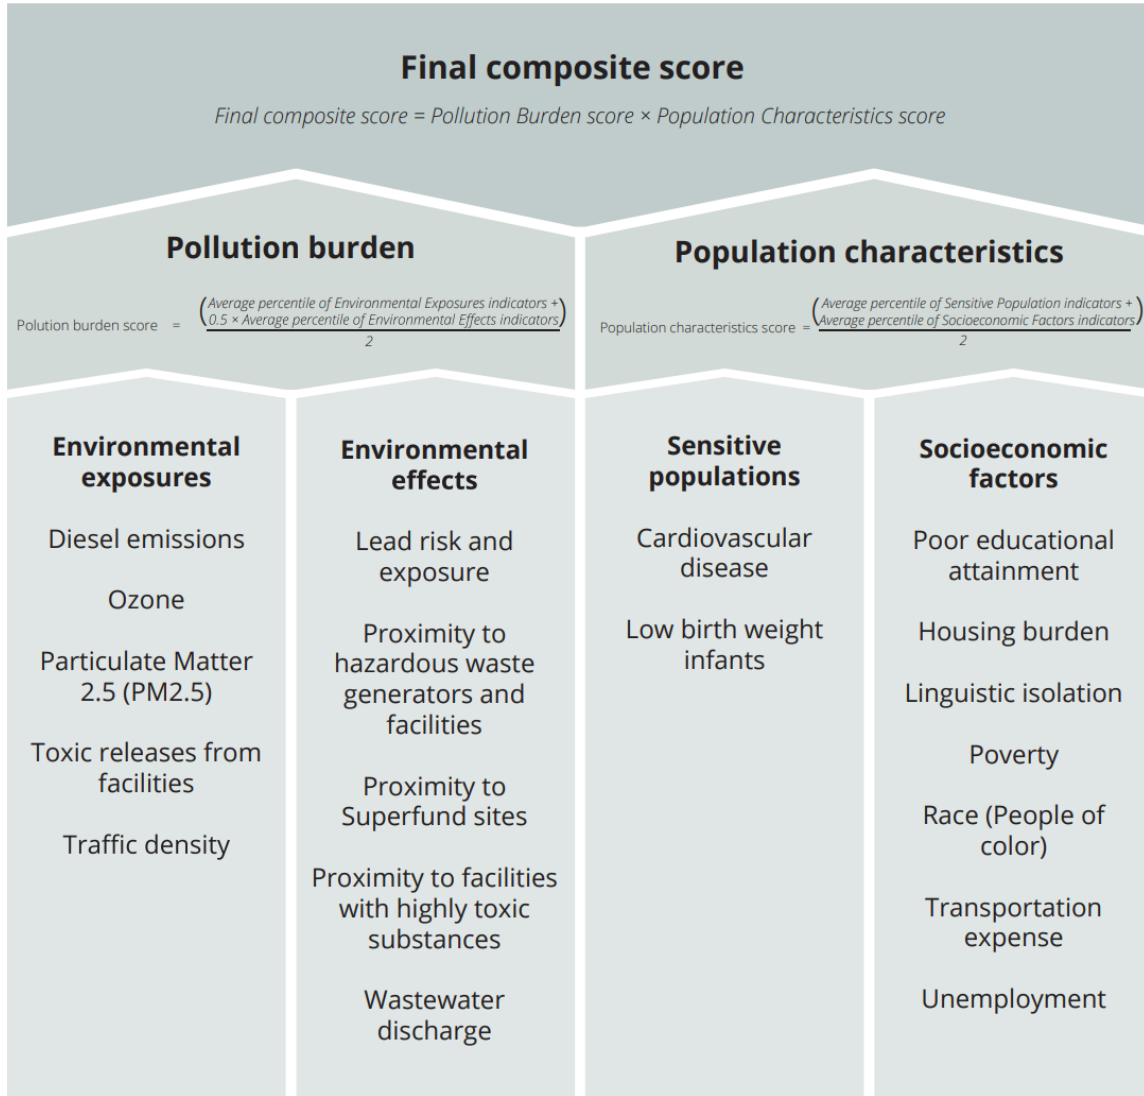 Final composite score
Final composite score = Pollution Burden score × Population Characteristics score
Pollution burden
Polution burden score = (Average percentile of Environmental Exposures indicators +
0.5 × Average percentile of Environmental Effects indicators)
2
Population characteristics
Population characteristics score = (Average percentile of Sensitive Population indicators +
Average percentile of Socioeconomic Factors indicators)
2
Environmental
exposures
Diesel emissions
Ozone
Particulate Matter
2.5 (PM2.5)
Toxic releases from
facilities
Traffic density
Environmental
effects
Lead risk and
exposure
Proximity to
hazardous waste
generators and
facilities
Proximity to
Superfund sites
Proximity to facilities
with highly toxic
substances
Wastewater
discharge
Sensitive
populations
Cardiovascular
disease
Low birth weight
infants
Socioeconomic
factors
Poor educational
attainment
Housing burden
Linguistic isolation
Poverty
Race (People of
color)
Transportation
expense
Unemployment